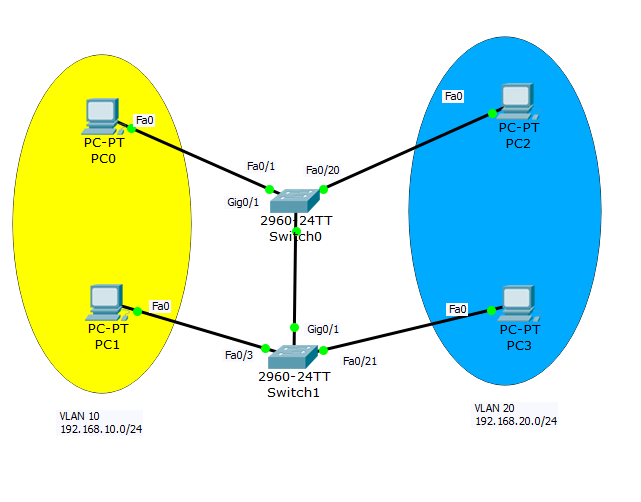 Fa0
PC-PT
PC0
Fa0
PC-PT
PC2
Fa0/1
Fa0/20
Gig0/1
2960-24TT
Switch0
Fa0
PC-PT
PC1
Fa0
PC-PT
PC3
Gig0/1
Fa0/3
Fa0/21
2960-24TT
Switch1
VLAN 10
192.168.10.0/24
VLAN 20
192.168.20.0/24